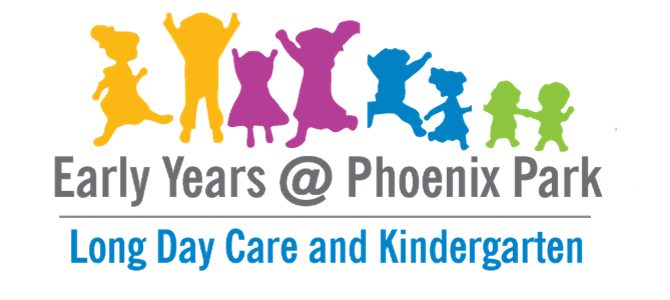 Early Years @ Phoenix Park
Long Day Care and Kindergarten